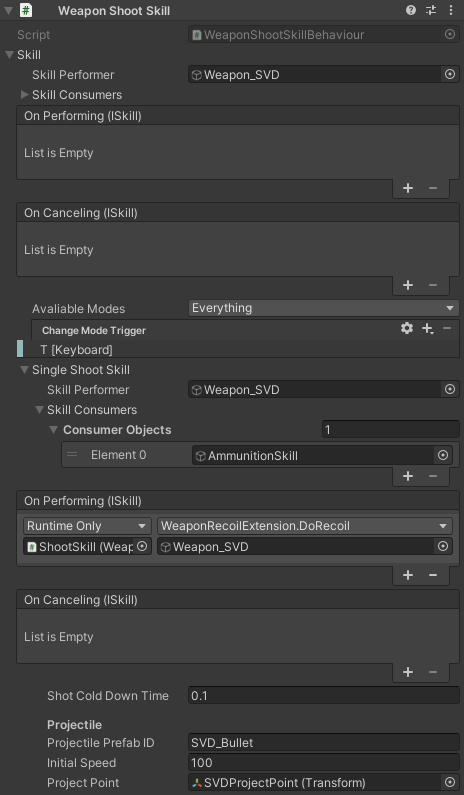 Weapon Shoot Skill
Script WeaponShootSkillBehaviour
Skill
Skill Performer Weapon_SVD
Skill Consumers
On Performing (ISkill)
List is Empty
+ −
On Canceling (ISkill)
List is Empty
+ −
Avaliable Modes Everything
Change Mode Trigger
T [Keyboard]
Single Shoot Skill
Skill Performer Weapon_SVD
Skill Consumers
Consumer Objects 1
Element 0 AmmunitionSkill
+ −
On Performing (ISkill)
Runtime Only WeaponRecoilExtension.DoRecoil
ShootSkill (Weap Weapon_SVD
+ −
On Canceling (ISkill)
List is Empty
+ −
Shot Cold Down Time 0.1
Projectile
Projectile Prefab ID SVD_Bullet
Initial Speed 100
Project Point SVDProjectPoint (Transform)